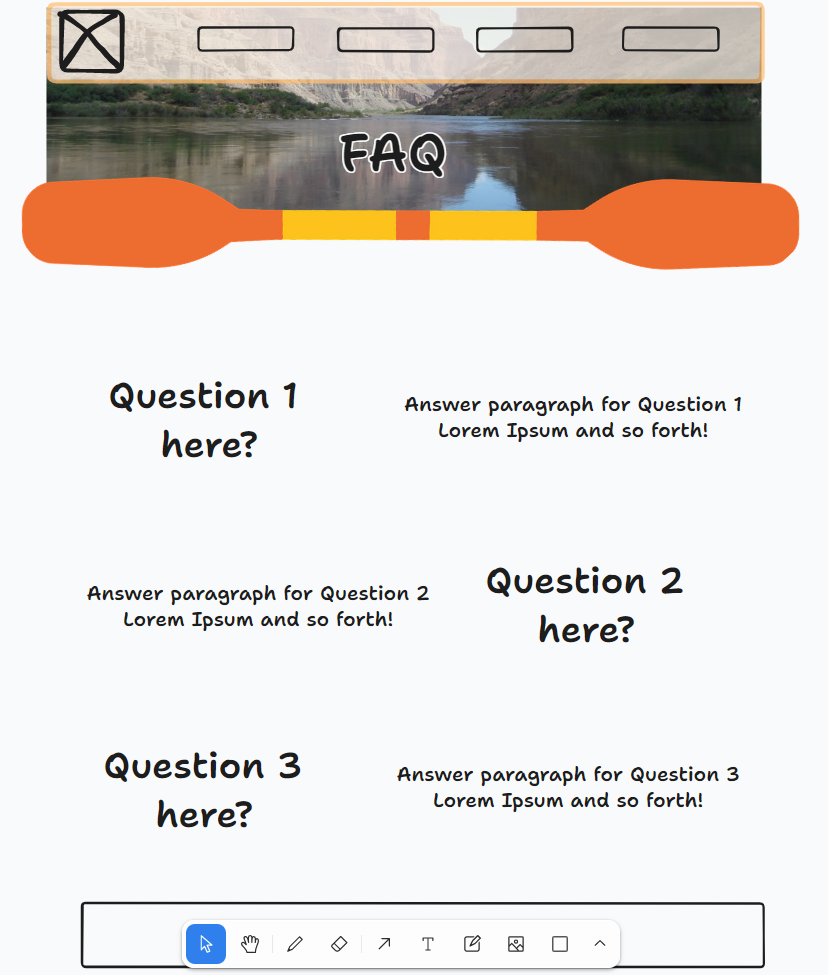 FAQ
Question 1
here?
Answer paragraph for Question 1
Lorem Ipsum and so forth!
Answer paragraph for Question 2
Lorem Ipsum and so forth!
Question 2
here?
Question 3
here?
Answer paragraph for Question 3
Lorem Ipsum and so forth!